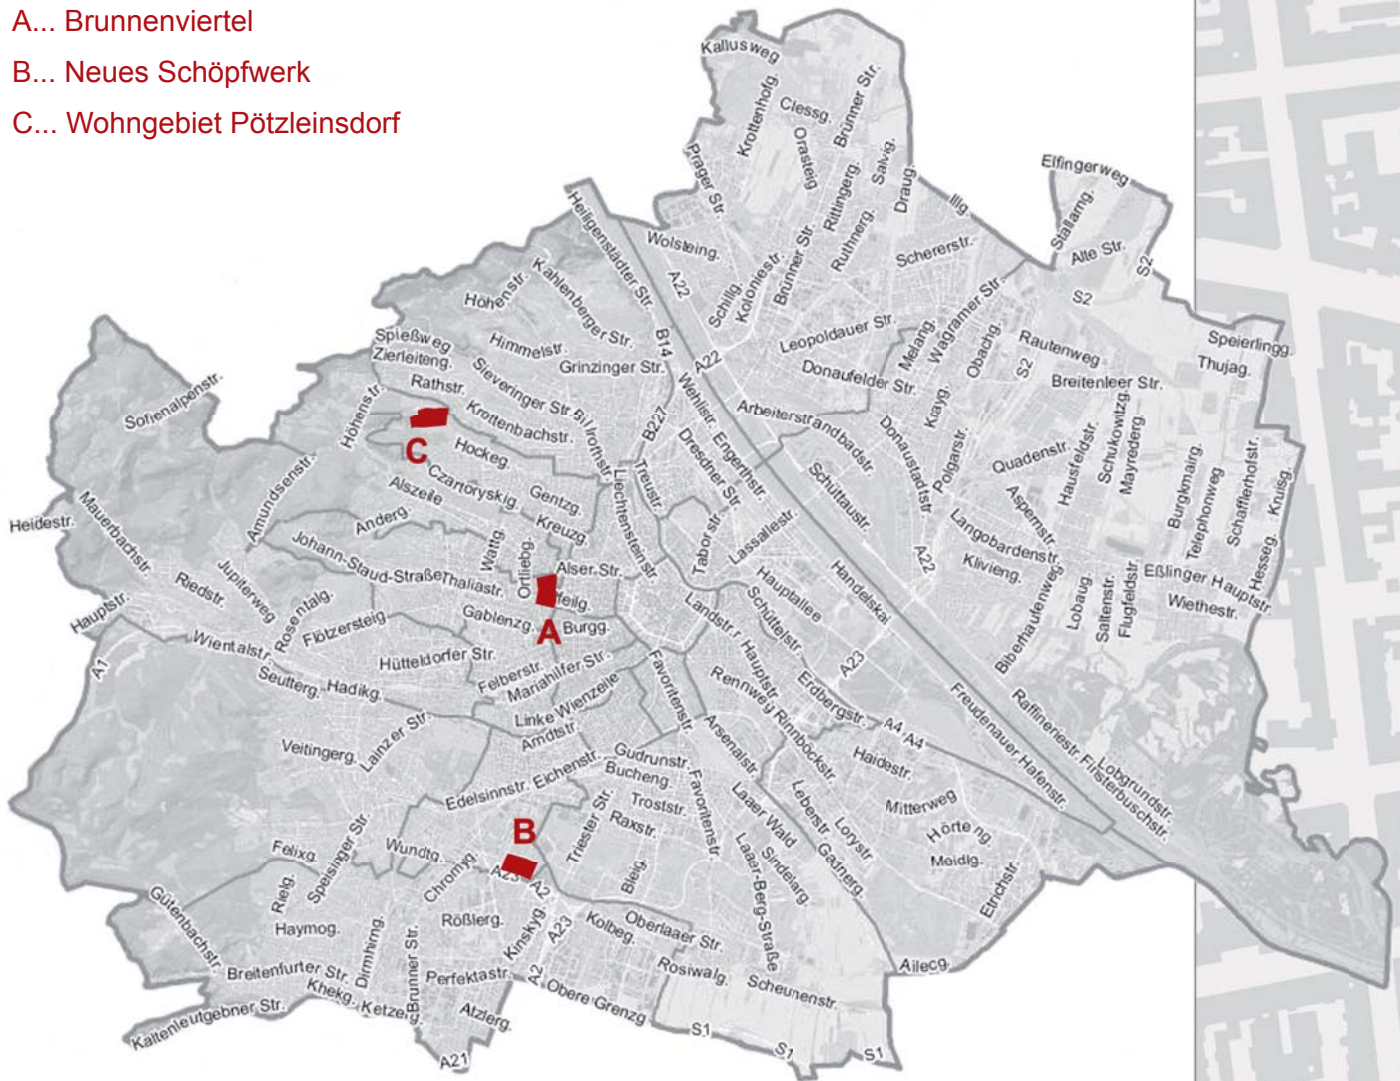 A... Brunnenviertel
B... Neues Schöpfwerk
C... Wohngebiet Pötzleinsdorf
Kallusweg
Krottenhofg.
Clessg.
Brünner Str.
Orasteig
Prager Str.
Rittingerg.
Salvig.
Draug.
Illg.
Elfingerweg
Stallarng.
Alte Str.
S2
S2
Heiligenstädter Str.
Wolsteing.
A22
Schillg.
Koloniestr.
Brünner Str.
Ruthnerg.
Schererstr.
Höhenstr.
Kahlenberger Str.
Himmelstr.
Grinzinger Str.
B14
A22
Leopoldauer Str.
Melang.
Wagramer Str.
Obachg.
S2
Rautenweg
Speierlingg.
Thujag.
Spießweg
Zierleiteng.
Rathstr.
Sieveringer Str.
Billrothstr.
Krottenbachstr.
Höhenstr.
Sofienalpenstr.
Donaufelder Str.
Breitenleer Str.
Wehlistr.
Engerthstr.
Arbeiterstrandbadstr.
Kiayg.
Donaustadtstr
Polgarstr.
Quadenstr.
Hausfeldstr.
Schukowitzg.
Mayrederg.
Burgkmairg.
Telephonweg
Schafflerhofstr.
Kruisg.
B227
Dresdner Str.
Treustr.
Liechtensteinstr.
C
Hockeg.
Czartoryskig.
Alszeile
Gentzg.
Kreuzg.
Anderg.
Amundsenstr.
Mauerbachstr.
Heidestr.
Schüttaustr.
Aspernstr.
Langobardenstr.
Klivieng.
A22
Biberhaufenweg
Lobaug.
Saltenstr.
Flugfeldstr.
Eßlinger Hauptstr.
Hesseg.
Wiethestr.
Johann-Staud-Straße
Thaliastr.
Wattg.
Ortliebg.
Alser Str.
Taborstr.
Lassallestr.
Hauptallee
Handelskai
Schüttelstr.
Jupiterweg
Riedstr.
Rosentalg.
Flötzersteig
Gablenzg.
A
Burgg.
Landstr.r Hauptstr.
Hauptstr.
Wientalstr.
A1
Hütteldorfer Str.
Felberstr.
Mariahilfer Str.
Linke Wienzeile
Favoritenstr.
Rennweg
Rinnböckstr.
Erdbergstr.
A23
A4 A4
Seutterg.
Hadikg.
Arndtstr.
Arsenalstr.
Haidestr.
Freudenauer Hafenstr.
Raffineriestr.
Finsterbuschstr.
Lobgrundstr.
Veitingerg.
Lainzer Str.
Gudrunstr.
Bucheng.
Eichenstr.
Edelsinnstr.
Troststr.
Raxstr.
Favoritenstr.
Laaer Wald
Leberstr.
Lorystr.
Mitterweg
Hörteng.
Meidlg.
B
Triester Str.
Bleig.
Laaer-Berg-Straße
Sindelarg.
Gadnerg.
Etrichstr.
Felixg.
Speisinger Str.
Wundtg.
Chromyg.
A23
A2
Gütenbachstr.
Rielg.
Haymog.
Dirmhirng.
Rößlerg.
Kinskyg.
A23
Kolbeg.
Oberlaaer Str.
Rosiwalg.
Scheunenstr.
Ailecg.
Breitenfurter Str.
Khekg.
Ketzerg.
Brunner Str.
Perfektastr.
A2
Obere Grenzg.
Kaltenleutgebner Str.
Atzlerg.
A21
S1
S1
S1